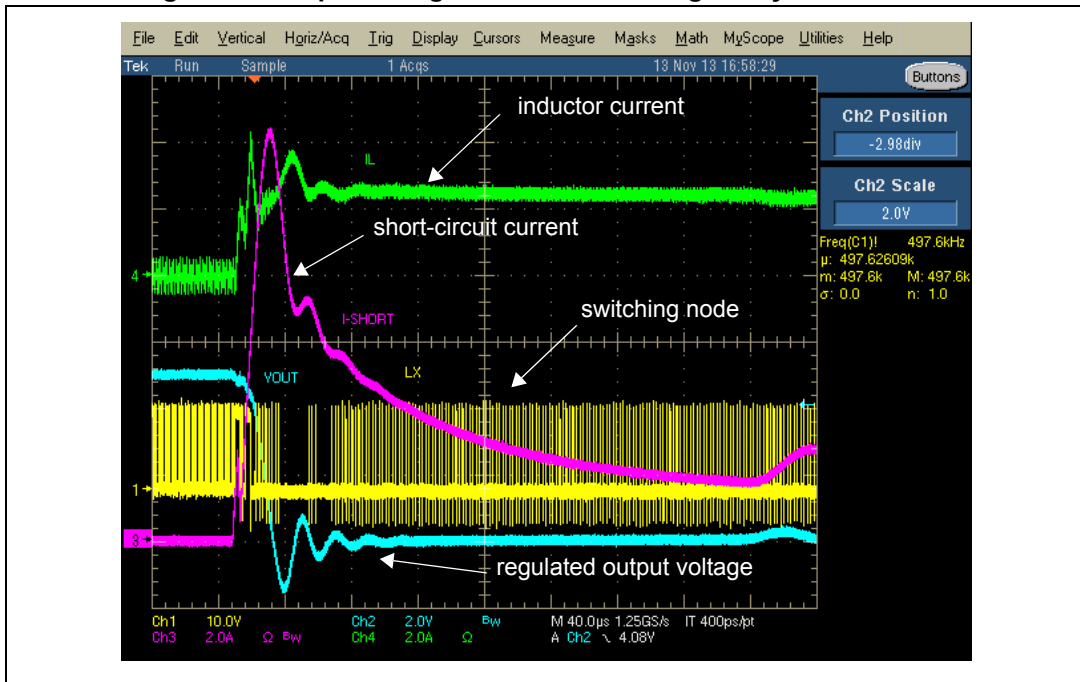 File Edit Vertical Horiz/Acq Trig Display Cursors Measure Masks Math MyScope Utilities Help
Tek Run Sample 1 Acqs 13 Nov 13 16:58:29
Buttons
Ch2 Position
-2.98div
Ch2 Scale
2.0V
Freq(C1)! 497.6kHz
µ: 497.62609k
m: 497.6k M: 497.6k
σ: 0.0 n: 1.0
inductor current
IL
short-circuit current
4
I-SHORT
switching node
VOUT
LX
1
3
regulated output voltage
Ch1 10.0V Ch2 2.0V Bw M 40.0µs 1.25GS/s IT 400ps/pt
Ch3 2.0A Ω Bw Ch4 2.0A Ω A Ch2 \ 4.08V